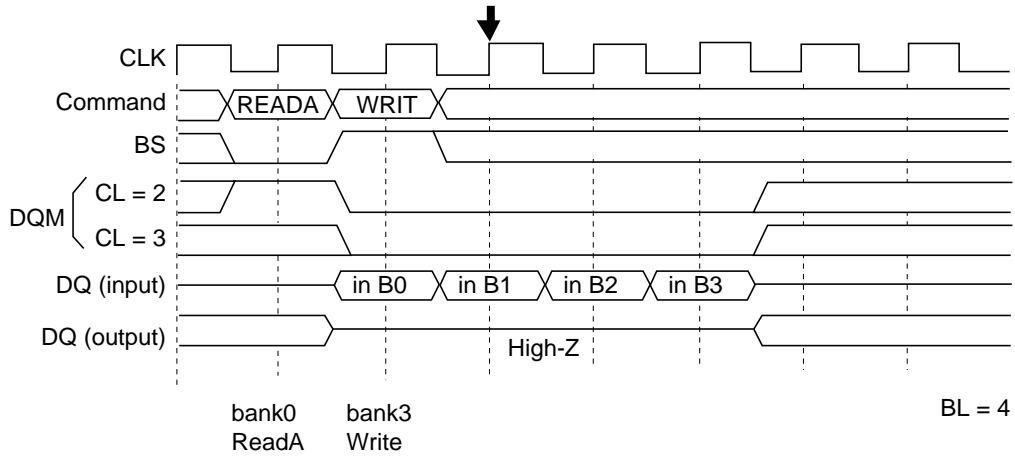 CLK
Command READA WRIT
BS
DQM
CL = 2
CL = 3
DQ (input) in B0 in B1 in B2 in B3
DQ (output)
High-Z
bank0 bank3 BL = 4
ReadA Write